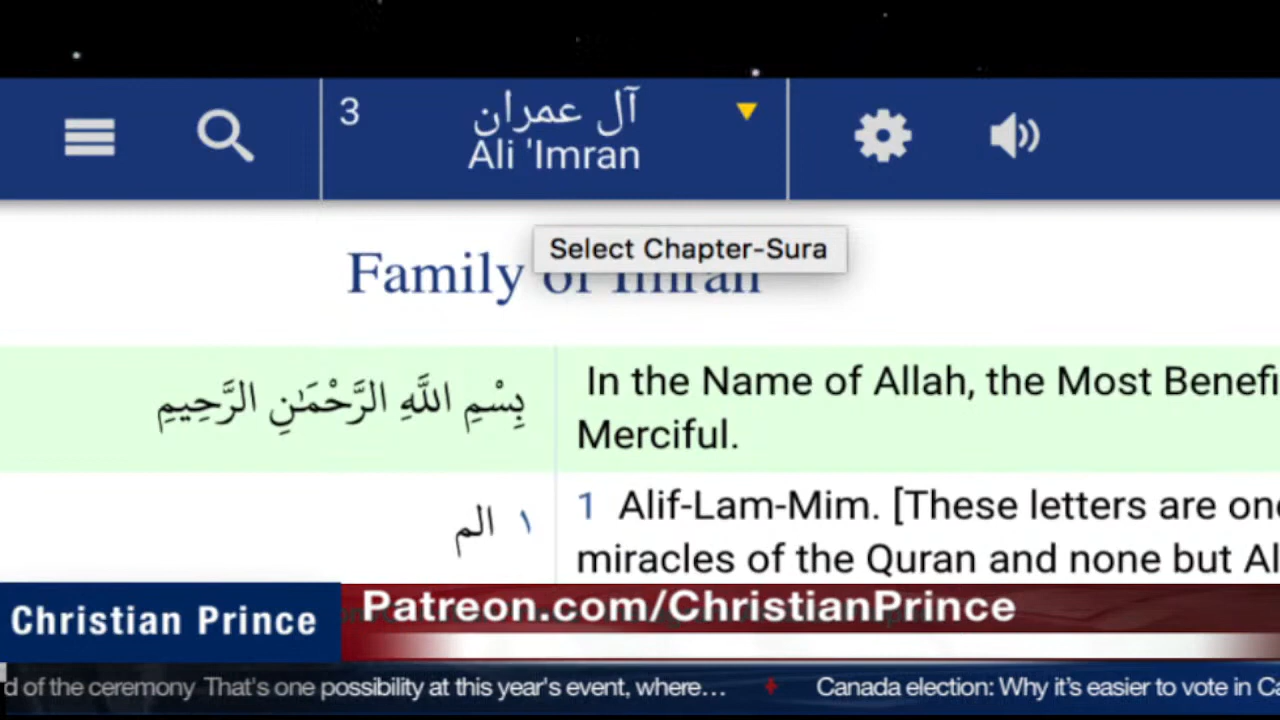 3
آل عمران
Ali 'Imran
Select Chapter-Sura
Family of Imran
بِسْمِ اللَّهِ الرَّحْمَٰنِ الرَّحِيمِ
In the Name of Allah, the Most Benefi
Merciful.
١ الم
1 Alif-Lam-Mim. [These letters are one
miracles of the Quran and none but Al
Christian Prince
Patreon.com/ChristianPrince
d of the ceremony That's one possibility at this year's event, where… Canada election: Why it's easier to vote in Ca